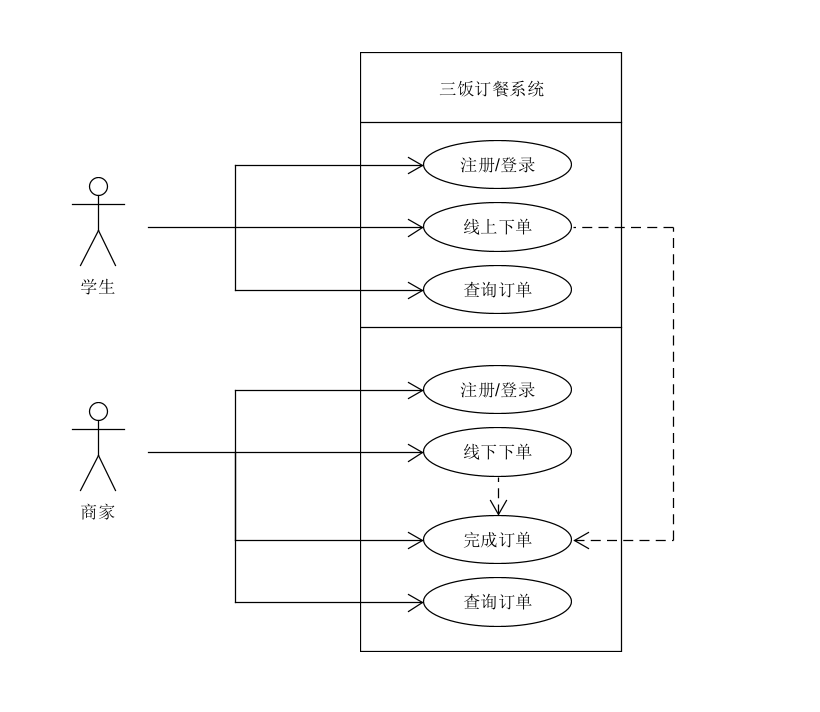 三饭订餐系统
注册/登录
线上下单
查询订单
学生
注册/登录
线下下单
商家
完成订单
查询订单